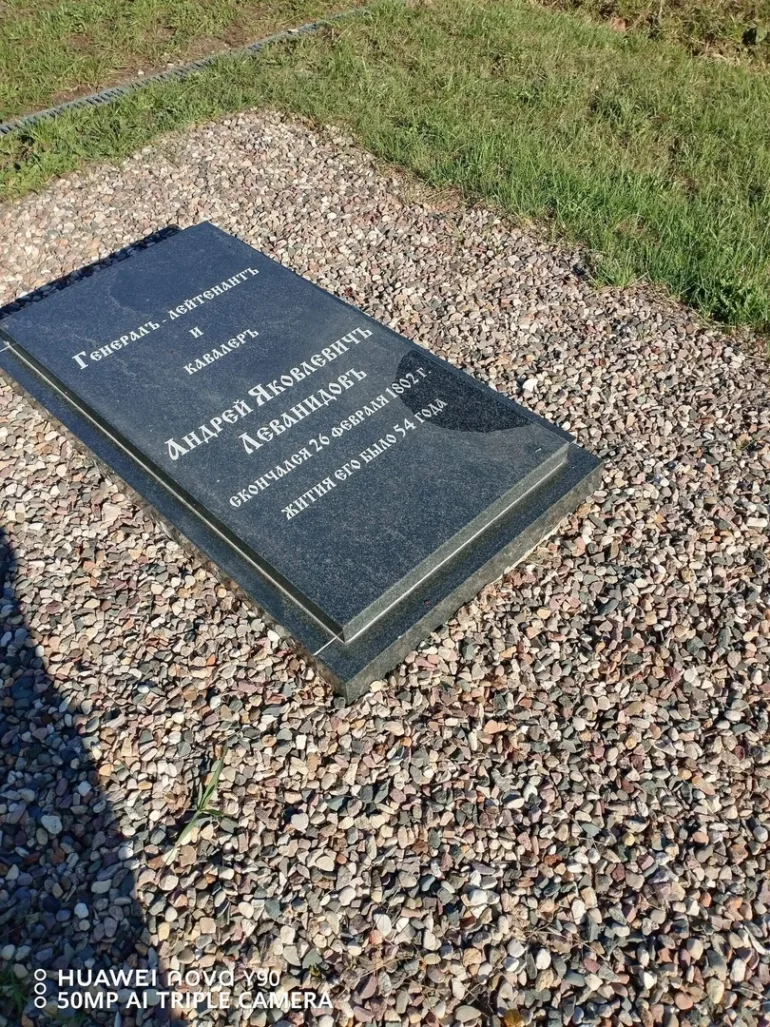 Генералъ - лейтенантъ
и
кавалеръ
Андрей Яковлевичъ
Леванидовъ
скончался 26 февраля 1802 г.
жития его было 54 года
HUAWEI nova Y90
50MP AI TRIPLE CAMERA